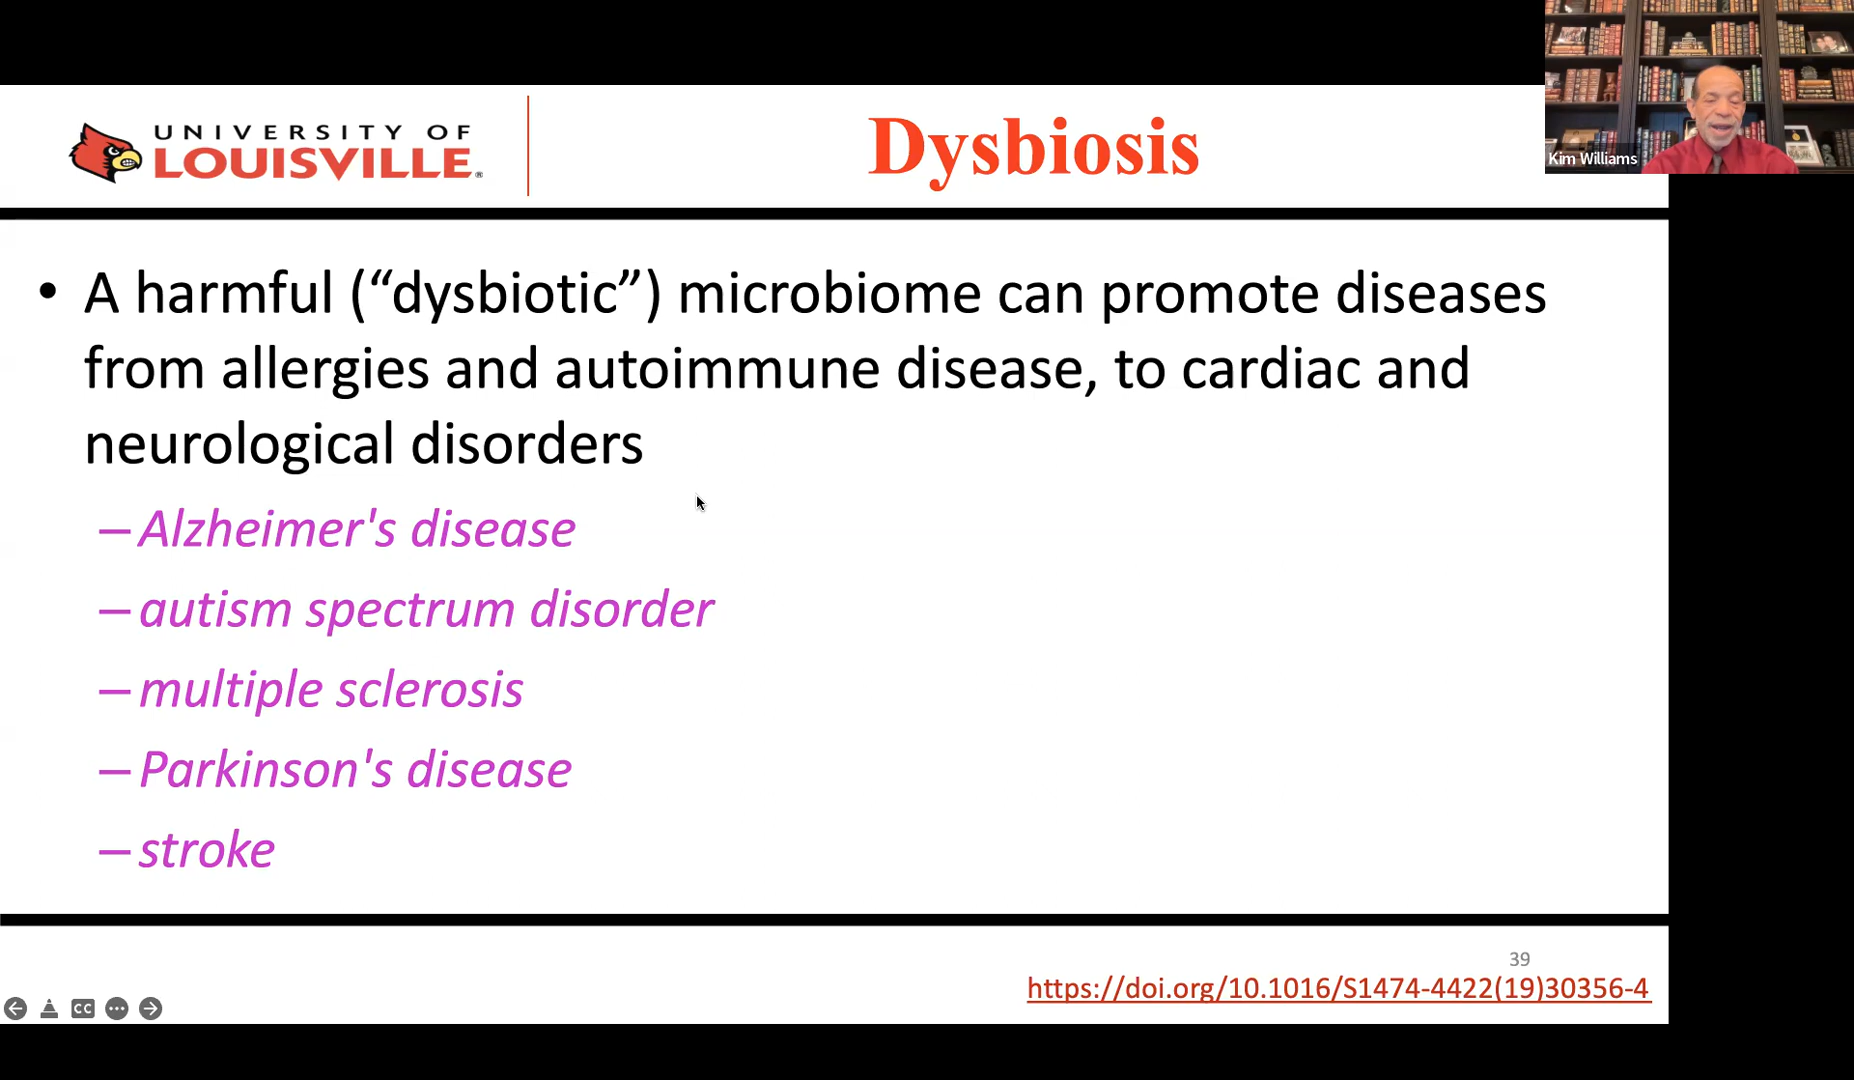 UNIVERSITY OF
LOUISVILLE®
Dysbiosis
Kim Williams
• A harmful (“dysbiotic”) microbiome can promote diseases
from allergies and autoimmune disease, to cardiac and
neurological disorders
– Alzheimer's disease
– autism spectrum disorder
– multiple sclerosis
– Parkinson's disease
– stroke
39
https://doi.org/10.1016/S1474-4422(19)30356-4
CC